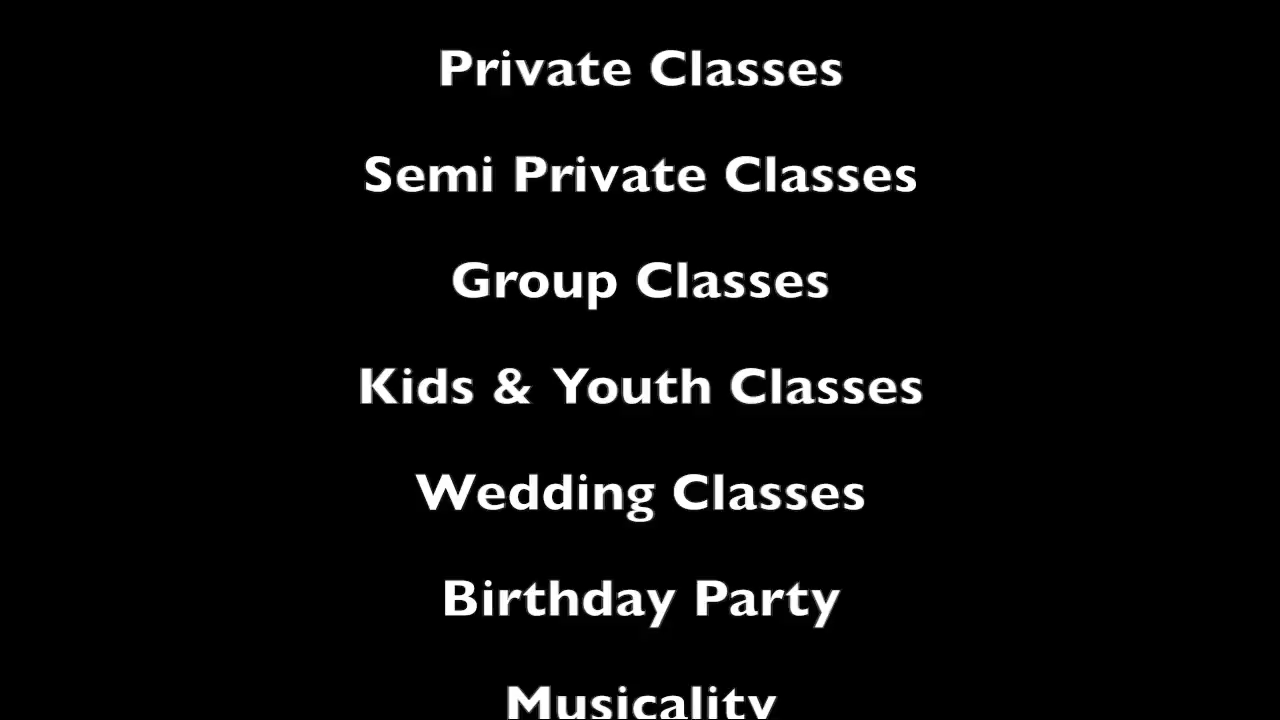 Private Classes
Semi Private Classes
Group Classes
Kids & Youth Classes
Wedding Classes
Birthday Party
Musicality